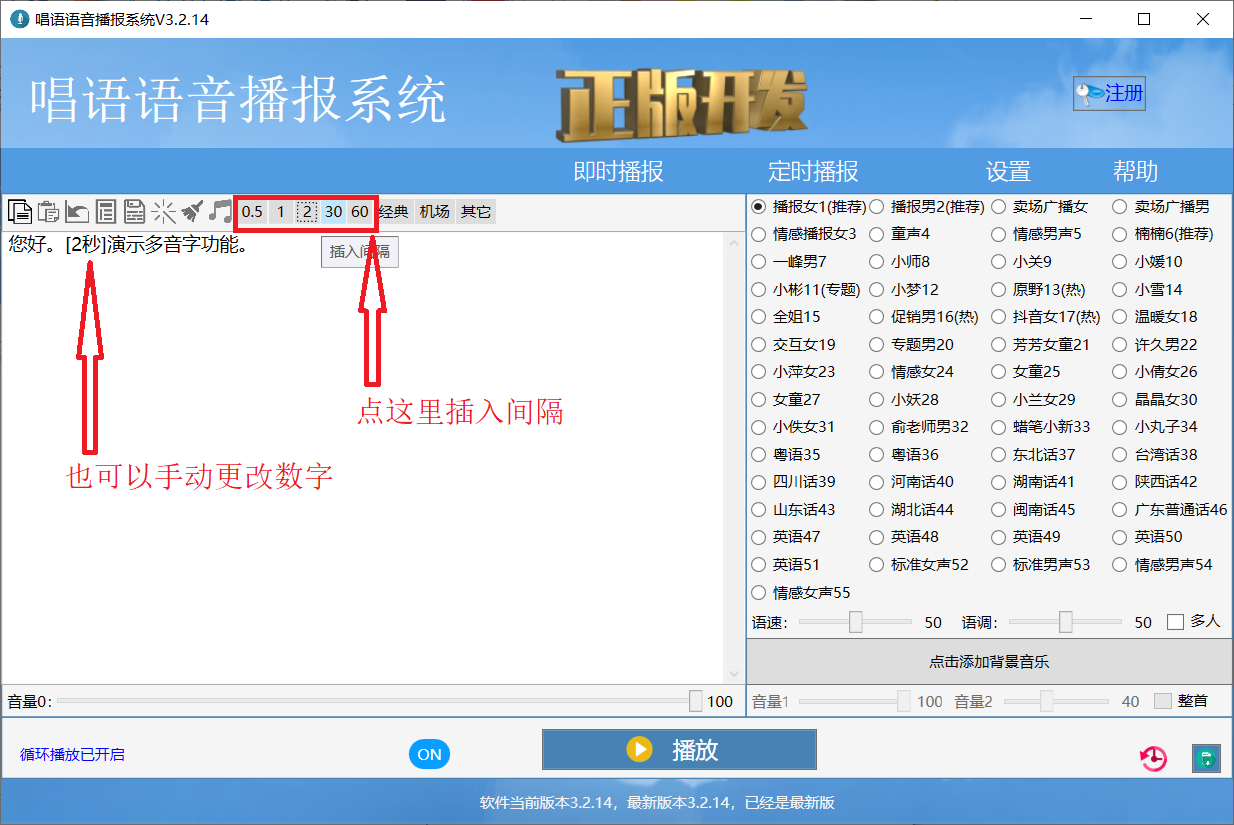 唱语语音播报系统V3.2.14
唱语语音播报系统
正版开发
注册
即时播报 定时播报 设置 帮助
0.5 1 2 30 60 经典 机场 其它
您好。[2秒]演示多音字功能。
插入间隔
点这里插入间隔
也可以手动更改数字
播报女1(推荐) 播报男2(推荐) 卖场广播女 卖场广播男
情感播报女3 童声4 情感男声5 楠楠6(推荐)
一峰男7 小师8 小关9 小媛10
小彬11(专题) 小梦12 原野13(热) 小雪14
全姐15 促销男16(热) 抖音女17(热) 温暖女18
交互女19 专题男20 芳芳女童21 许久男22
小萍女23 情感女24 女童25 小倩女26
女童27 小妖28 小兰女29 晶晶女30
小佚女31 俞老师男32 蜡笔小新33 小丸子34
粤语35 粤语36 东北话37 台湾话38
四川话39 河南话40 湖南话41 陕西话42
山东话43 湖北话44 闽南话45 广东普通话46
英语47 英语48 英语49 英语50
英语51 标准女声52 标准男声53 情感男声54
情感女声55
语速: 50 语调: 50 多人
点击添加背景音乐
音量0: 100
音量1 100 音量2 40 整首
循环播放已开启
ON
播放
软件当前版本3.2.14，最新版本3.2.14，已经是最新版